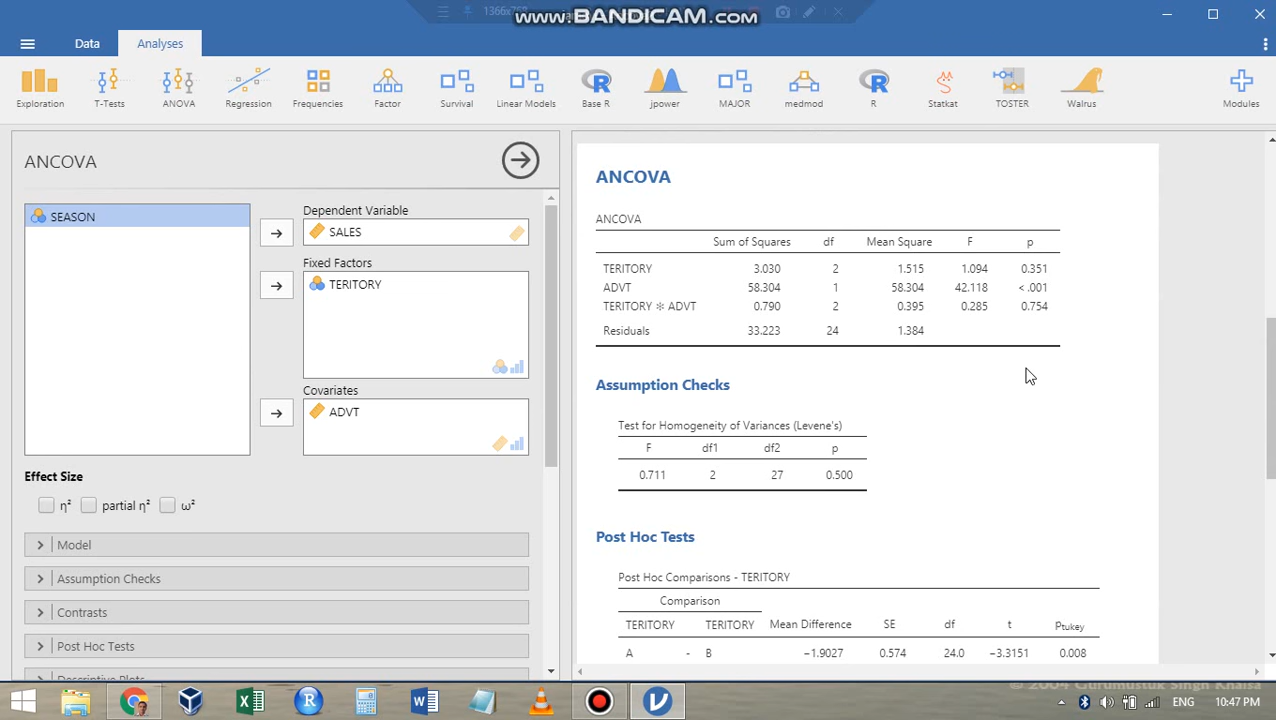 1366x768
www.BANDICAM.com
Data
Analyses
Exploration
T-Tests
ANOVA
Regression
Frequencies
Factor
Survival
Linear Models
Base R
jpower
MAJOR
medmod
R
Statkat
TOSTER
Walrus
Modules
ANCOVA
SEASON
Dependent Variable
SALES
Fixed Factors
TERITORY
Covariates
ADVT
Effect Size
η² partial η² ω²
Model
Assumption Checks
Contrasts
Post Hoc Tests
Descriptive Plots
ANCOVA
ANCOVA
Sum of Squares df Mean Square F p
TERITORY 3.030 2 1.515 1.094 0.351
ADVT 58.304 1 58.304 42.118 < .001
TERITORY ✻ ADVT 0.790 2 0.395 0.285 0.754
Residuals 33.223 24 1.384
Assumption Checks
Test for Homogeneity of Variances (Levene's)
F df1 df2 p
0.711 2 27 0.500
Post Hoc Tests
Post Hoc Comparisons - TERITORY
Comparison
TERITORY TERITORY Mean Difference SE df t Ptukey
A - B −1.9027 0.574 24.0 −3.3151 0.008
© 2004 Gurumustuk Singh Khalsa
ENG
10:47 PM